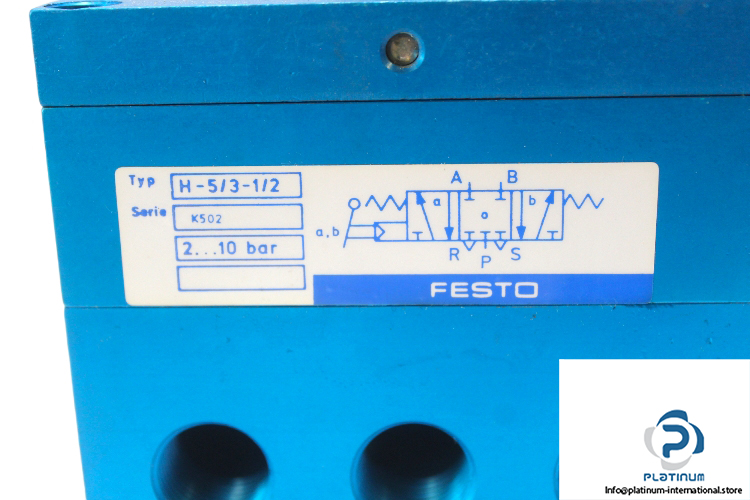 Typ H-5/3-1/2
Serie K502
2...10 bar
A B
a o b
a,b
R P S
FESTO
PLATINUM
Info@platinum-international.store